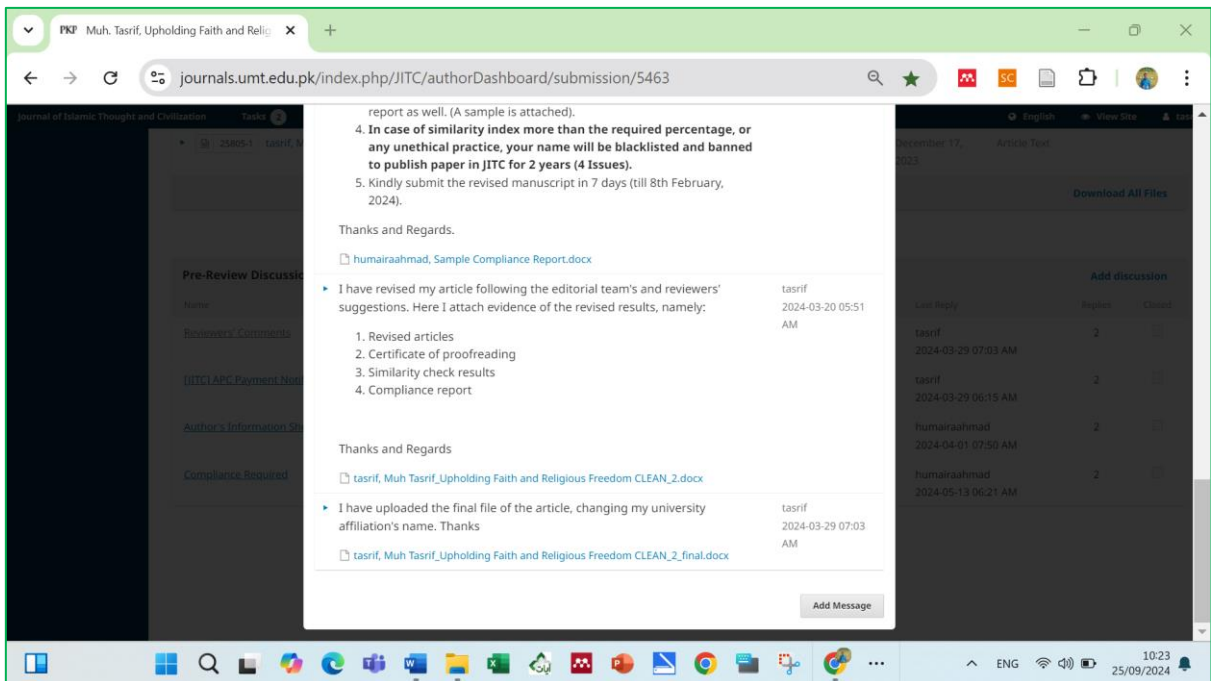 PKP Muh. Tasrif, Upholding Faith and Relig
journals.umt.edu.pk/index.php/JITC/authorDashboard/submission/5463
SC
Journal of Islamic Thought and Civilization Tasks 2 English View Site
25805-1 tasrif, M
December 17, 2023 Article Text
Download All Files
report as well. (A sample is attached).
4. In case of similarity index more than the required percentage, or
any unethical practice, your name will be blacklisted and banned
to publish paper in JITC for 2 years (4 Issues).
5. Kindly submit the revised manuscript in 7 days (till 8th February,
2024).
Thanks and Regards.
humairaahmad, Sample Compliance Report.docx
I have revised my article following the editorial team's and reviewers'
suggestions. Here I attach evidence of the revised results, namely:
tasrif
2024-03-20 05:51
AM
1. Revised articles
2. Certificate of proofreading
3. Similarity check results
4. Compliance report
Thanks and Regards
tasrif, Muh Tasrif_Upholding Faith and Religious Freedom CLEAN_2.docx
I have uploaded the final file of the article, changing my university
affiliation's name. Thanks
tasrif
2024-03-29 07:03
AM
tasrif, Muh Tasrif_Upholding Faith and Religious Freedom CLEAN_2_final.docx
Add Message
Pre-Review Discussio
Add discussion
Name Last Reply Replies Closed
Reviewers' Comments tasrif 2
2024-03-29 07:03 AM
[JITC] APC Payment Noti tasrif 2
2024-03-29 06:15 AM
Author's Information Sh humairaahmad 2
2024-04-01 07:50 AM
Compliance Required humairaahmad 2
2024-05-13 06:21 AM
ENG
10:23
25/09/2024